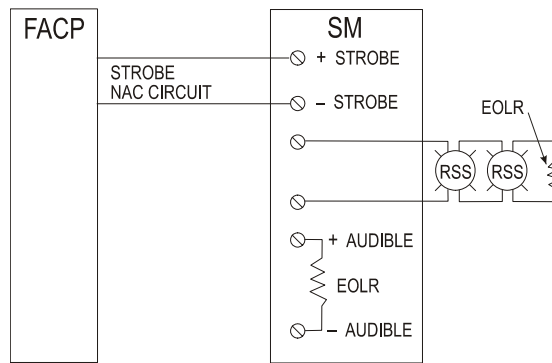 FACP
SM
STROBE
NAC CIRCUIT
+ STROBE
– STROBE
EOLR
RSS
RSS
+ AUDIBLE
EOLR
– AUDIBLE